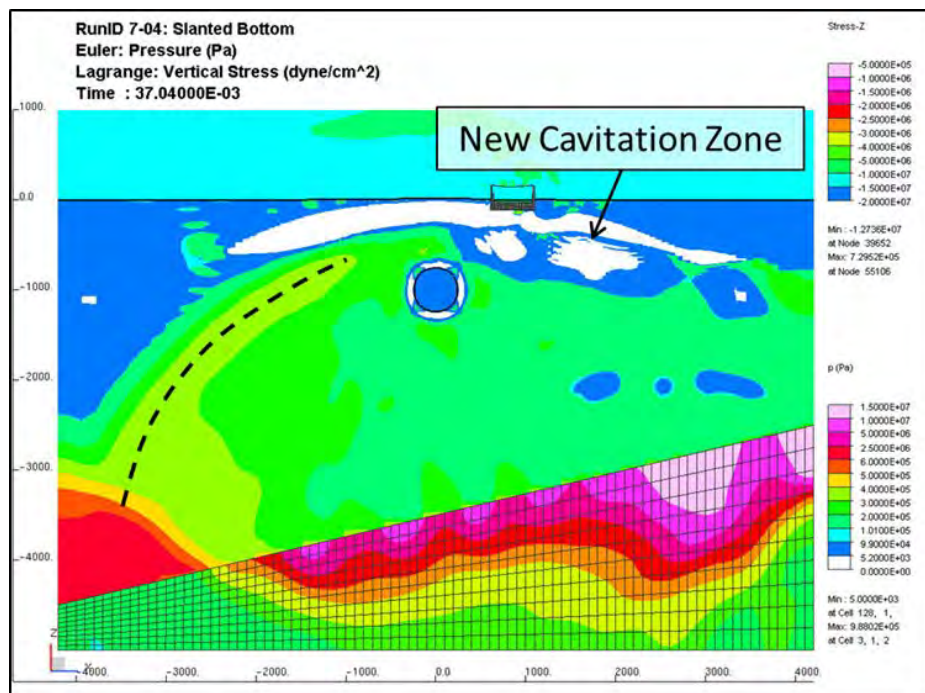 RunID 7-04: Slanted Bottom
Euler: Pressure (Pa)
Lagrange: Vertical Stress (dyne/cm^2)
Time : 37.04000E-03
New Cavitation Zone
1000.
0.0
-1000.
-2000.
-3000.
-4000.
Z
X
-4000.
-3000.
-2000.
-1000.
0.0
1000
2000
3000
4000
Stress-Z
-5.0000E+05
-1.0000E+06
-2.0000E+06
-2.5000E+06
-3.0000E+06
-4.0000E+06
-5.0000E+06
-1.0000E+07
-1.5000E+07
-2.0000E+07
Min : -1.2736E+07
at Node 39652
Max: 7.2952E+05
at Node 55106
p (Pa)
1.5000E+07
1.0000E+07
5.0000E+06
2.5000E+06
6.0000E+05
5.0000E+05
4.0000E+05
3.0000E+05
2.0000E+05
1.0100E+05
9.9000E+04
5.2000E+03
0.0000E+00
Min : 5.0000E+03
at Cell 128, 1,
Max: 9.8802E+05
at Cell 3, 1, 2